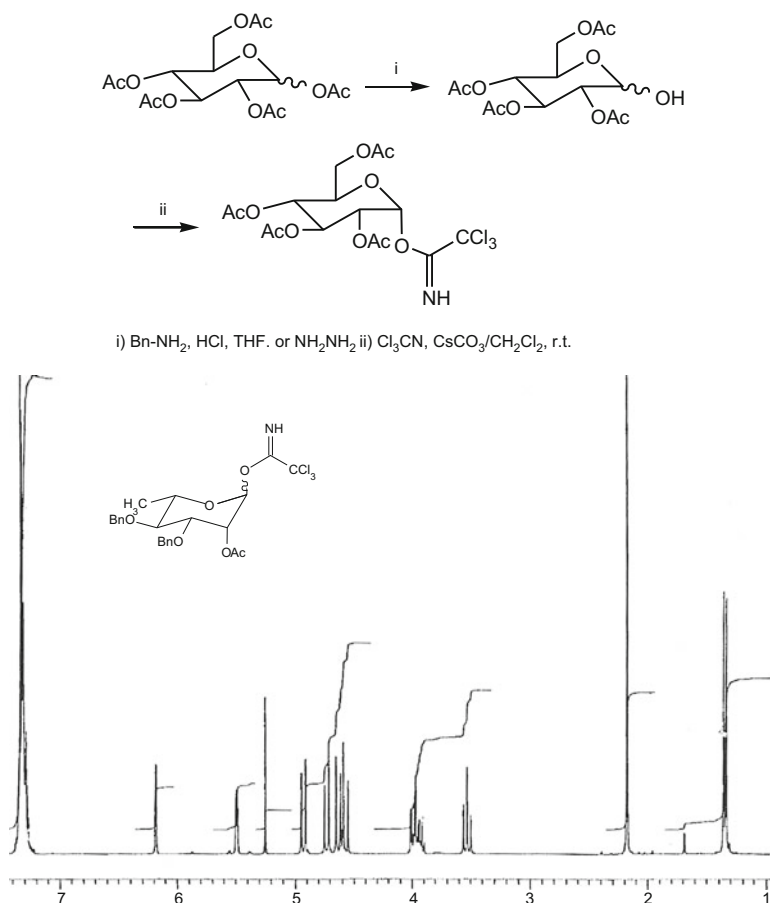 OAc
OAc
O
O
i
AcO
OAc
AcO
OH
AcO
AcO
OAc
OAc
OAc
ii
O
AcO
AcO
OAc
O
CCl₃
NH
i) Bn-NH₂, HCl, THF. or NH₂NH₂ ii) Cl₃CN, CsCO₃/CH₂Cl₂, r.t.
NH
O
CCl₃
H₃C
O
BnO
BnO
OAc
7 6 5 4 3 2 1